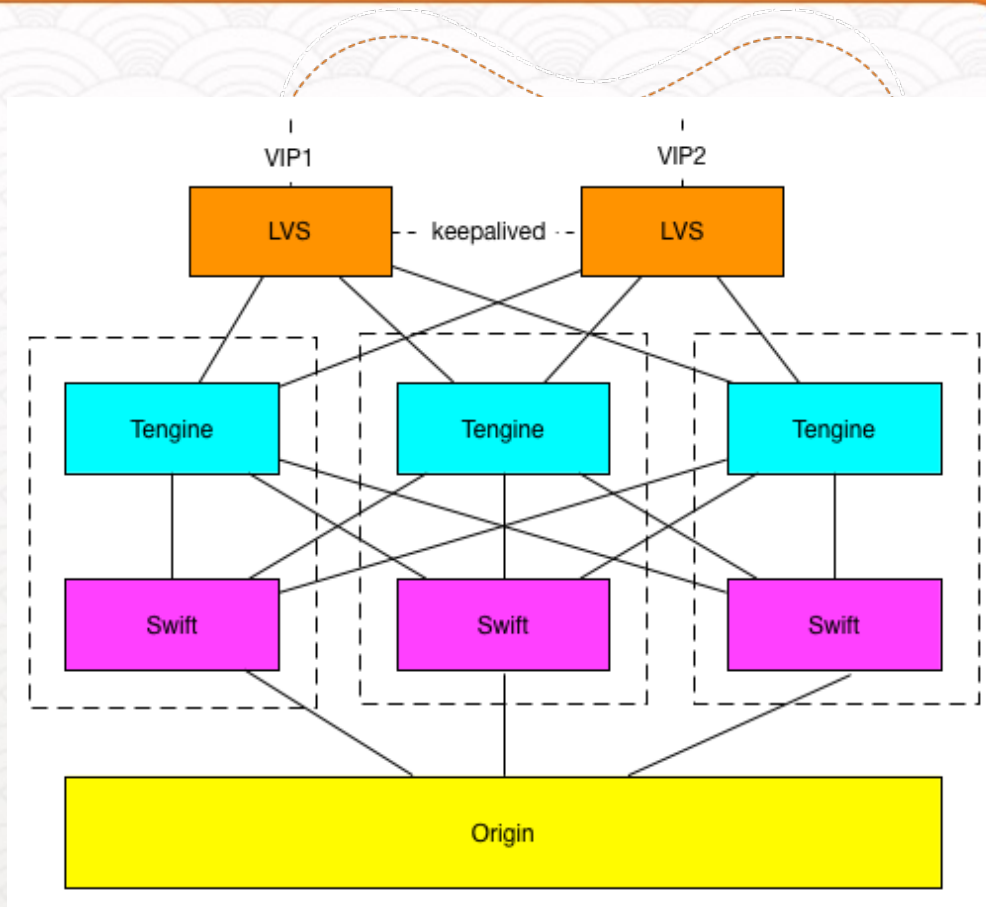 VIP1
VIP2
LVS
keepalived
LVS
Tengine
Tengine
Tengine
Swift
Swift
Swift
Origin